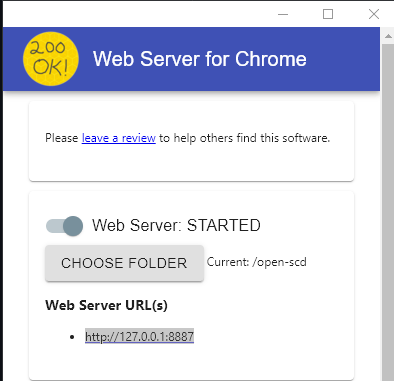 200
OK!
Web Server for Chrome
Please leave a review to help others find this software.
Web Server: STARTED
CHOOSE FOLDER Current: /open-scd
Web Server URL(s)
• http://127.0.0.1:8887